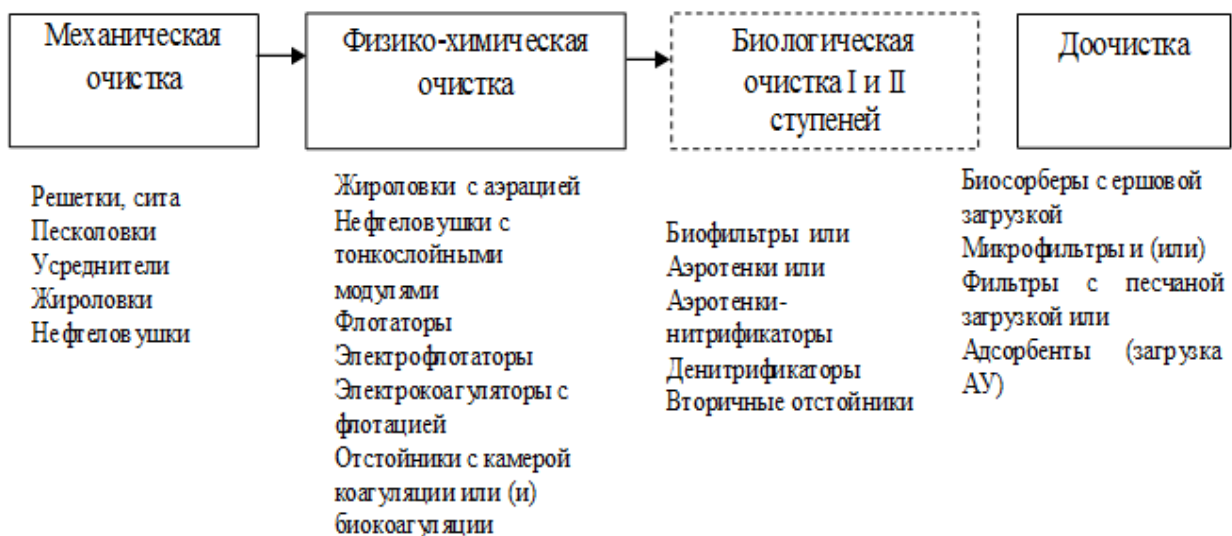 Механическая
очистка
Физико-химическая
очистка
Биологическая
очистка I и II
ступеней
Доочистка
Решетки, сита
Песколовки
Усреднители
Жироловки
Нефтеловушки
Жироловки с аэрацией
Нефтеловушки с
тонкослойными
модулями
Флотаторы
Электрофлотаторы
Электрокоагуляторы с
флотацией
Отстойники с камерой
коагуляции или (и)
биокоагуляции
Биофильтры или
Аэротенки или
Аэротенки-
нитрификаторы
Денитрификаторы
Вторичные отстойники
Биосорберы с ершовой
загрузкой
Микрофильтры и (или)
Фильтры с песчаной
загрузкой или
Адсорбенты (загрузка
АУ)